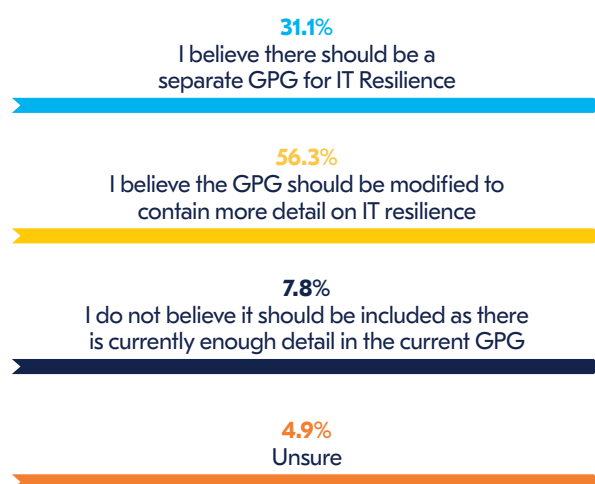 31.1%
I believe there should be a
separate GPG for IT Resilience
56.3%
I believe the GPG should be modified to
contain more detail on IT resilience
7.8%
I do not believe it should be included as there
is currently enough detail in the current GPG
4.9%
Unsure